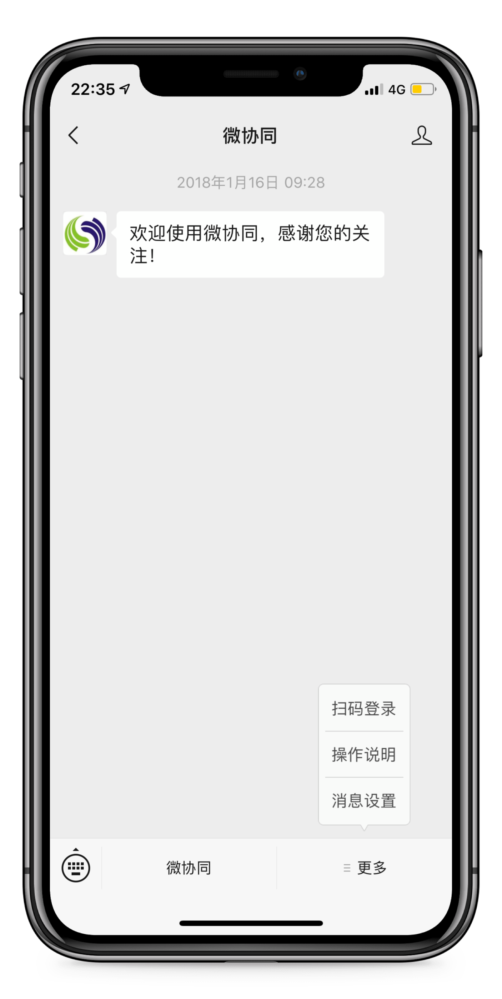 22:35
4G
微协同
2018年1月16日 09:28
欢迎使用微协同，感谢您的关
注！
扫码登录
操作说明
消息设置
微协同
更多